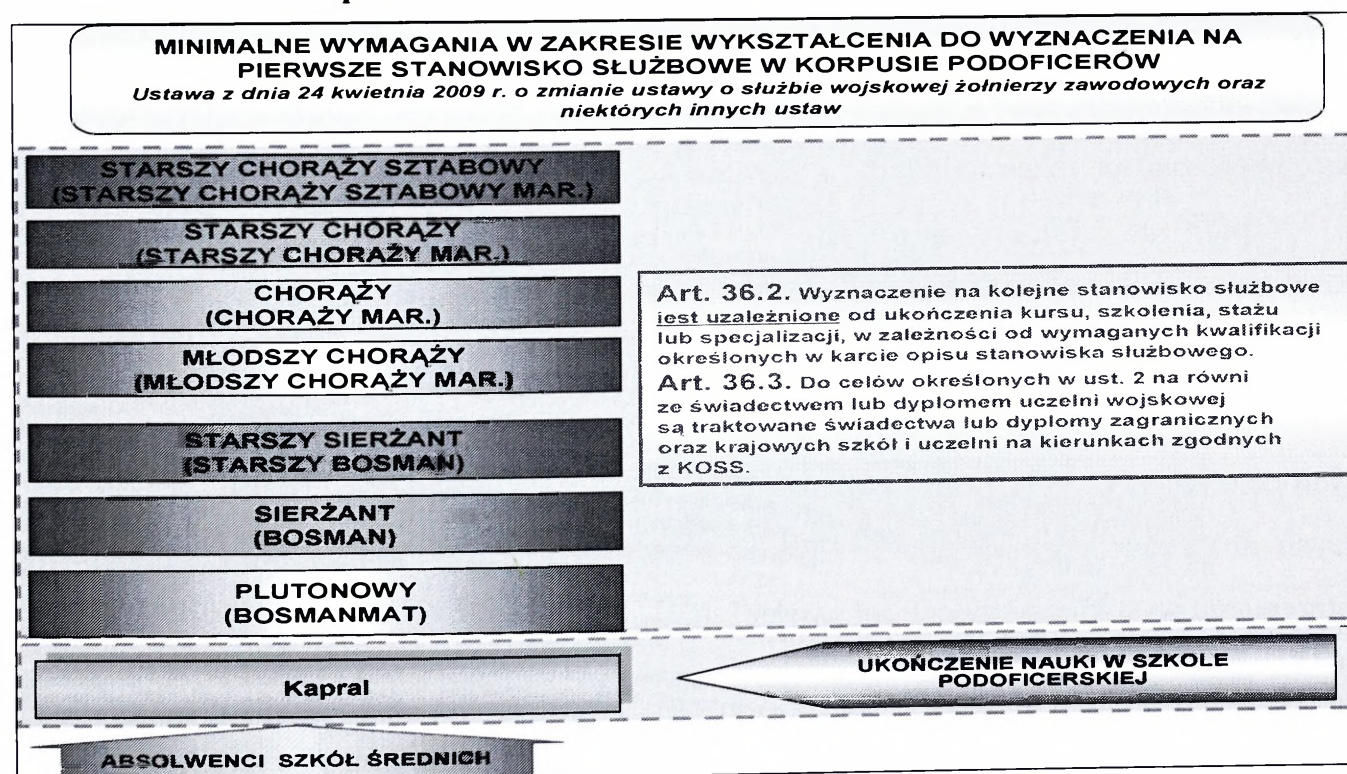 MINIMALNE WYMAGANIA W ZAKRESIE WYKSZTAŁCENIA DO WYZNACZENIA NA
PIERWSZE STANOWISKO SŁUŻBOWE W KORPUSIE PODOFICERÓW
Ustawa z dnia 24 kwietnia 2009 r. o zmianie ustawy o służbie wojskowej żołnierzy zawodowych oraz
niektórych innych ustaw
STARSZY CHORĄŻY SZTABOWY
(STARSZY CHORĄŻY SZTABOWY MAR.)
STARSZY CHORĄŻY
(STARSZY CHORĄŻY MAR.)
CHORĄŻY
(CHORĄŻY MAR.)
MŁODSZY CHORĄŻY
(MŁODSZY CHORĄŻY MAR.)
STARSZY SIERŻANT
(STARSZY BOSMAN)
SIERŻANT
(BOSMAN)
PLUTONOWY
(BOSMANMAT)
Art. 36.2. Wyznaczenie na kolejne stanowisko służbowe
jest uzależnione od ukończenia kursu, szkolenia, stażu
lub specjalizacji, w zależności od wymaganych kwalifikacji
określonych w karcie opisu stanowiska służbowego.
Art. 36.3. Do celów określonych w ust. 2 na równi
ze świadectwem lub dyplomem uczelni wojskowej
są traktowane świadectwa lub dyplomy zagranicznych
oraz krajowych szkół i uczelni na kierunkach zgodnych
z KOSS.
Kapral
UKOŃCZENIE NAUKI W SZKOLE
PODOFICERSKIEJ
ABSOLWENCI SZKÓŁ ŚREDNICH